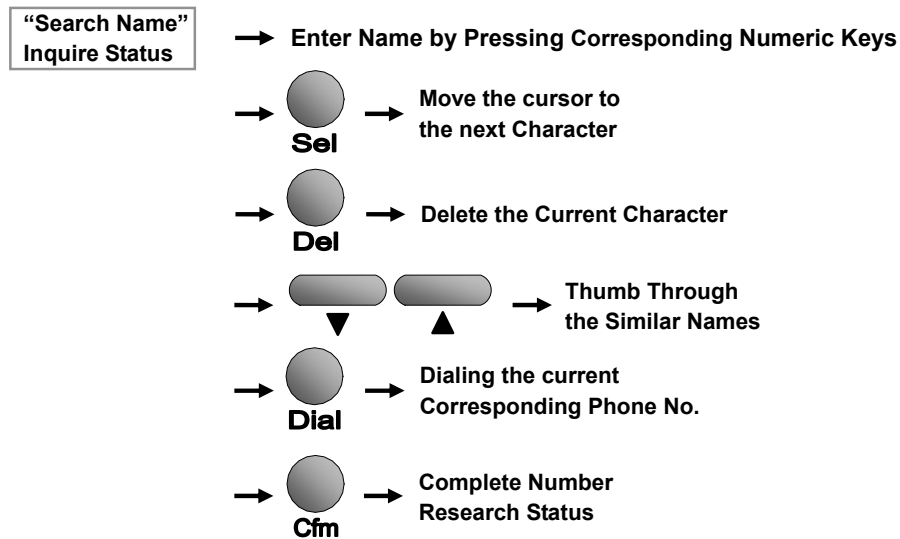 “Search Name”
Inquire Status
Enter Name by Pressing Corresponding Numeric Keys
Move the cursor to
the next Character
Sel
Delete the Current Character
Del
Thumb Through
the Similar Names
Dialing the current
Corresponding Phone No.
Dial
Complete Number
Research Status
Cfm